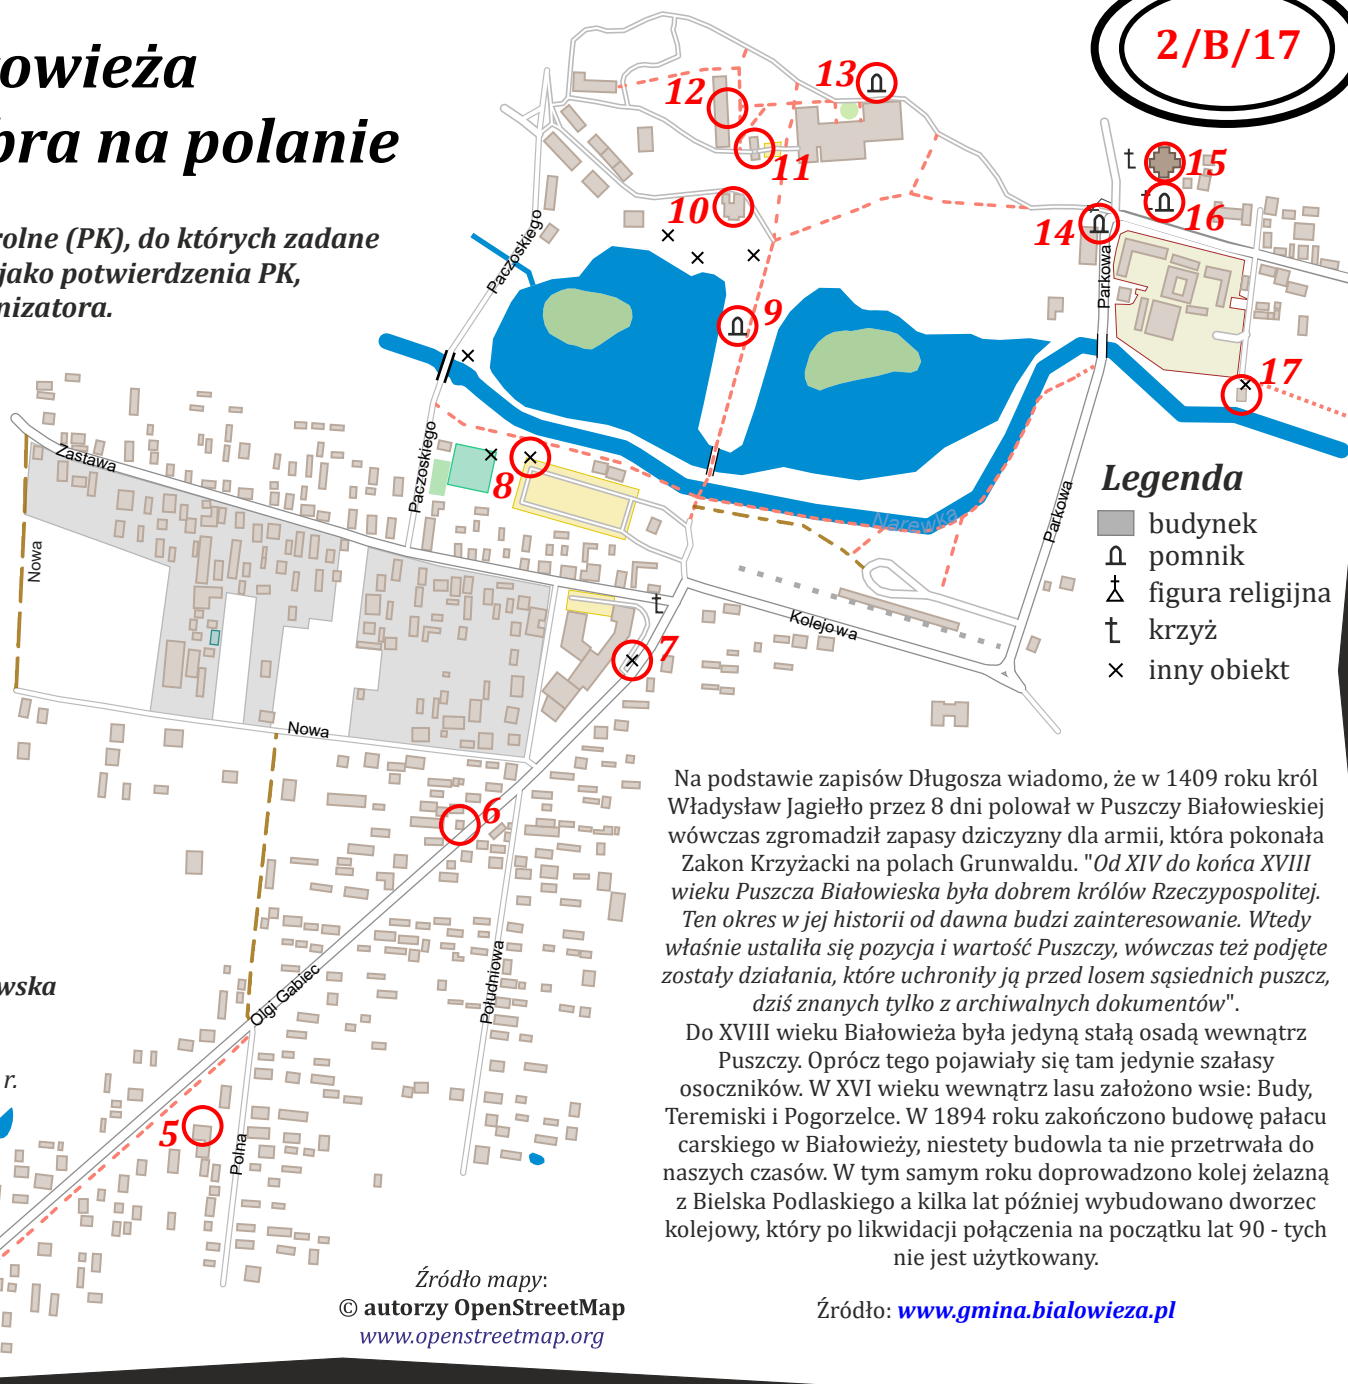 owieża
bra na polanie
2/B/17
rolne (PK), do których zadane
jako potwierdzenia PK,
nizatora.
12
13
11
10
15
16
14
9
17
8
7
6
5
Paczoskiego
Paczoskiego
Parkowa
Parkowa
Zastawa
Nowa
Nowa
Narewka
Kolejowa
Olgi Gabiec
Południowa
Polna
Legenda
budynek
pomnik
figura religijna
krzyż
inny obiekt
wska
r.
Na podstawie zapisów Długosza wiadomo, że w 1409 roku król
Władysław Jagiełło przez 8 dni polował w Puszczy Białowieskiej
wówczas zgromadził zapasy dziczyzny dla armii, która pokonała
Zakon Krzyżacki na polach Grunwaldu. "Od XIV do końca XVIII
wieku Puszcza Białowieska była dobrem królów Rzeczypospolitej.
Ten okres w jej historii od dawna budzi zainteresowanie. Wtedy
właśnie ustaliła się pozycja i wartość Puszczy, wówczas też podjęte
zostały działania, które uchroniły ją przed losem sąsiednich puszcz,
dziś znanych tylko z archiwalnych dokumentów".
Do XVIII wieku Białowieża była jedyną stałą osadą wewnątrz
Puszczy. Oprócz tego pojawiały się tam jedynie szałasy
osoczników. W XVI wieku wewnątrz lasu założono wsie: Budy,
Teremiski i Pogorzelce. W 1894 roku zakończono budowę pałacu
carskiego w Białowieży, niestety budowla ta nie przetrwała do
naszych czasów. W tym samym roku doprowadzono kolej żelazną
z Bielska Podlaskiego a kilka lat później wybudowano dworzec
kolejowy, który po likwidacji połączenia na początku lat 90 - tych
nie jest użytkowany.
Źródło: www.gmina.bialowieza.pl
Źródło mapy:
© autorzy OpenStreetMap
www.openstreetmap.org